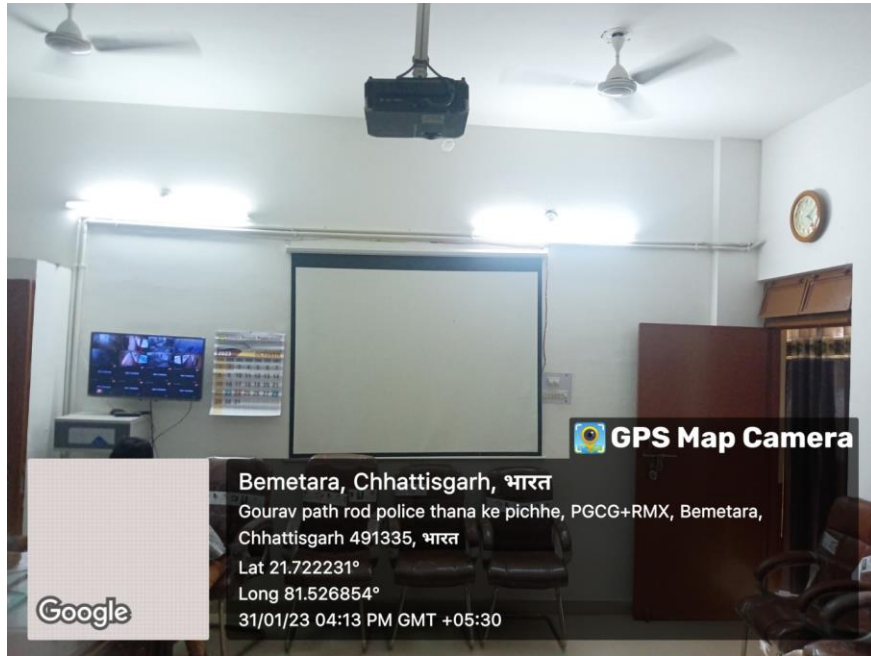 2023
GPS Map Camera
Bemetara, Chhattisgarh, भारत
Gourav path rod police thana ke pichhe, PGCG+RMX, Bemetara,
Chhattisgarh 491335, भारत
Lat 21.722231°
Long 81.526854°
31/01/23 04:13 PM GMT +05:30
Google